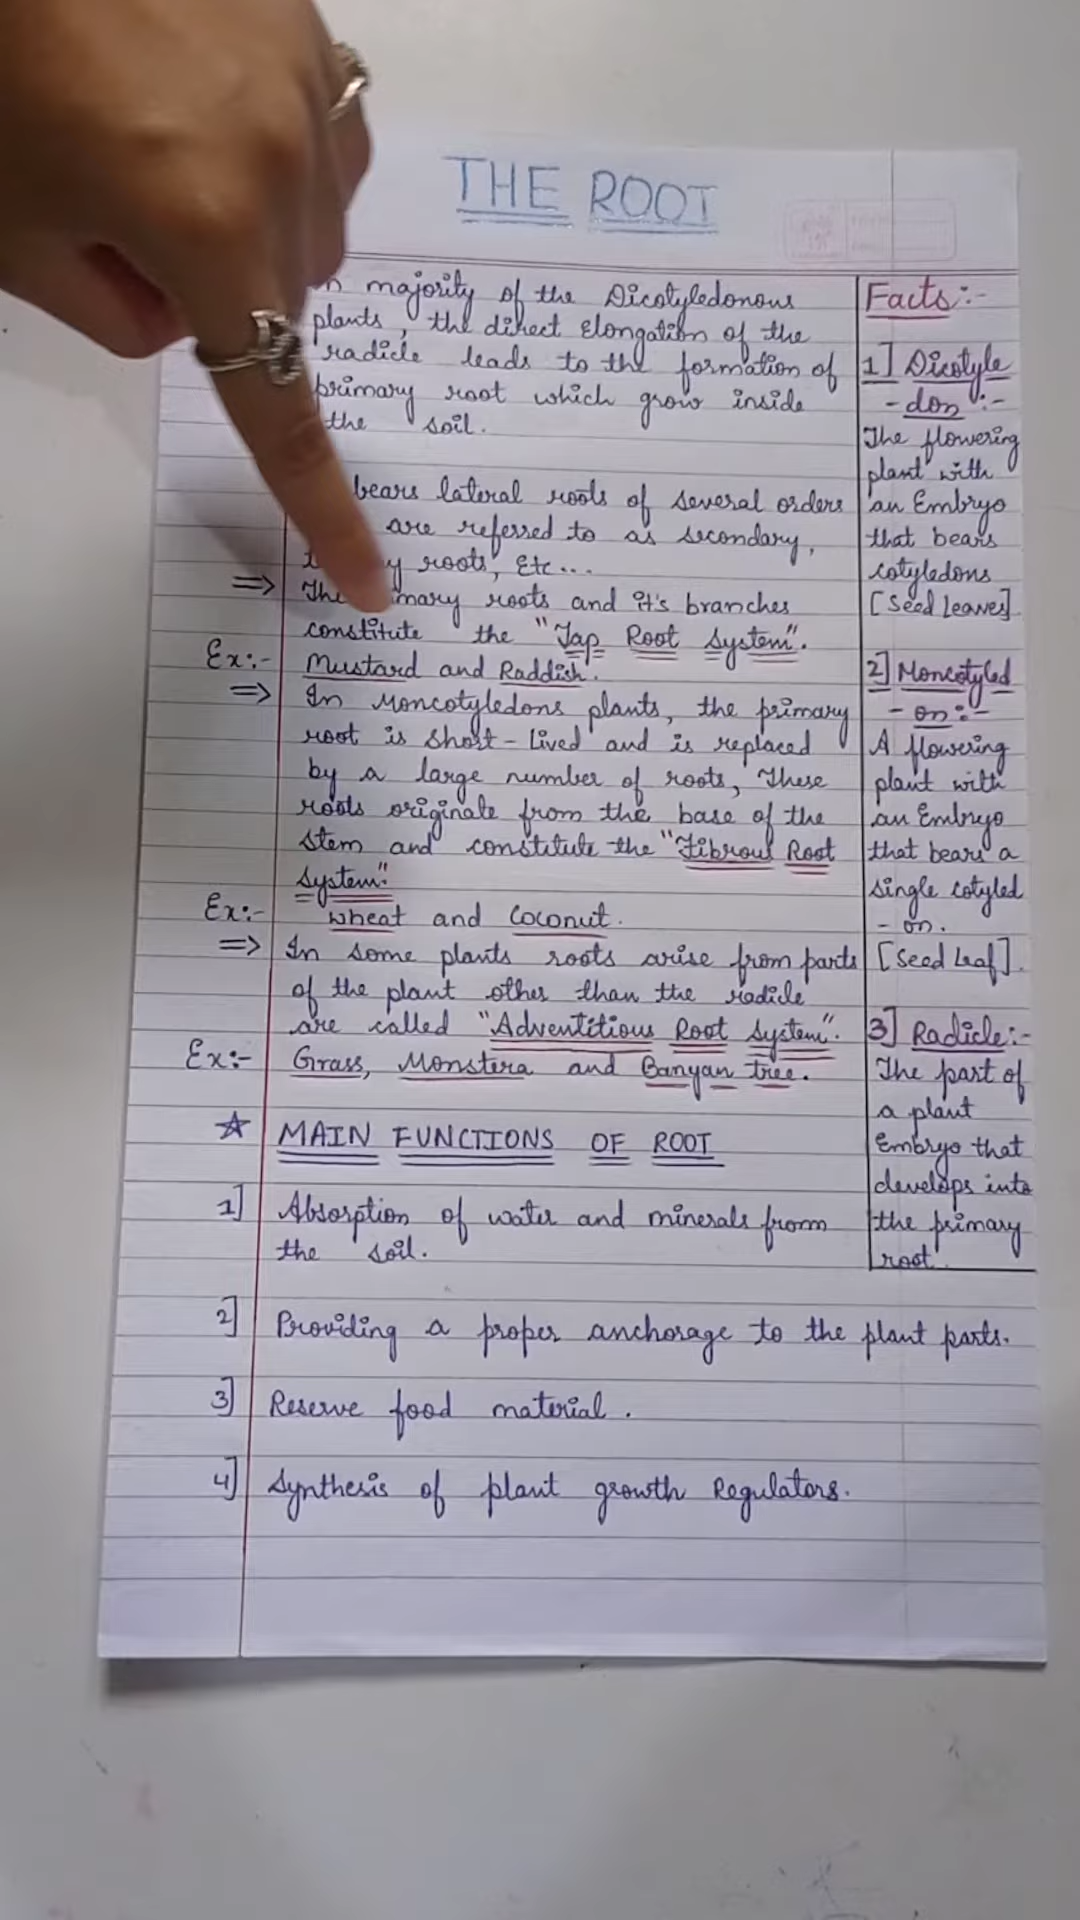 THE ROOT
majority of the Dicotyledonous
plants, the direct Elongation of the
radicle leads to the formation of
primary root which grow inside
the soil.
bears lateral roots of several orders
are referred to as secondary,
roots, Etc...
=> The primary roots and it's branches
constitute the "Tap Root System".
Ex:- Mustard and Raddish.
=> In Moncotyledons plants, the primary
root is short-lived and is replaced
by a large number of roots, These
roots originate from the base of the
stem and constitute the "Fibrous Root
System."
Ex:- Wheat and Coconut.
=> In some plants roots arise from parts
of the plant other than the radicle
are called "Adventitious Root System".
Ex:- Grass, Monstera and Banyan tree.
☆ MAIN FUNCTIONS OF ROOT
1] Absorption of water and minerals from
the soil.
2] Providing a proper anchorage to the plant parts.
3] Reserve food material.
4] Synthesis of plant growth Regulators.
Facts:-
1] Dicotyle
-don:-
The flowering
plant with
an Embryo
that bears
cotyledons
[Seed Leaves]
2] Moncotyled
-on:-
A flowering
plant with
an Embryo
that bears a
single cotyled
-on.
[Seed Leaf].
3] Radicle:-
The part of
a plant
Embryo that
develops into
the primary
root.